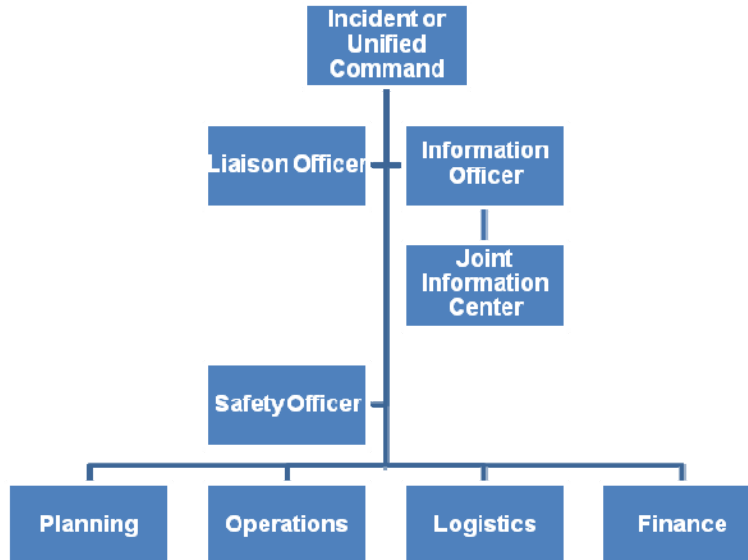 Incident or
Unified
Command
Liaison Officer
Information
Officer
Joint
Information
Center
Safety Officer
Planning
Operations
Logistics
Finance